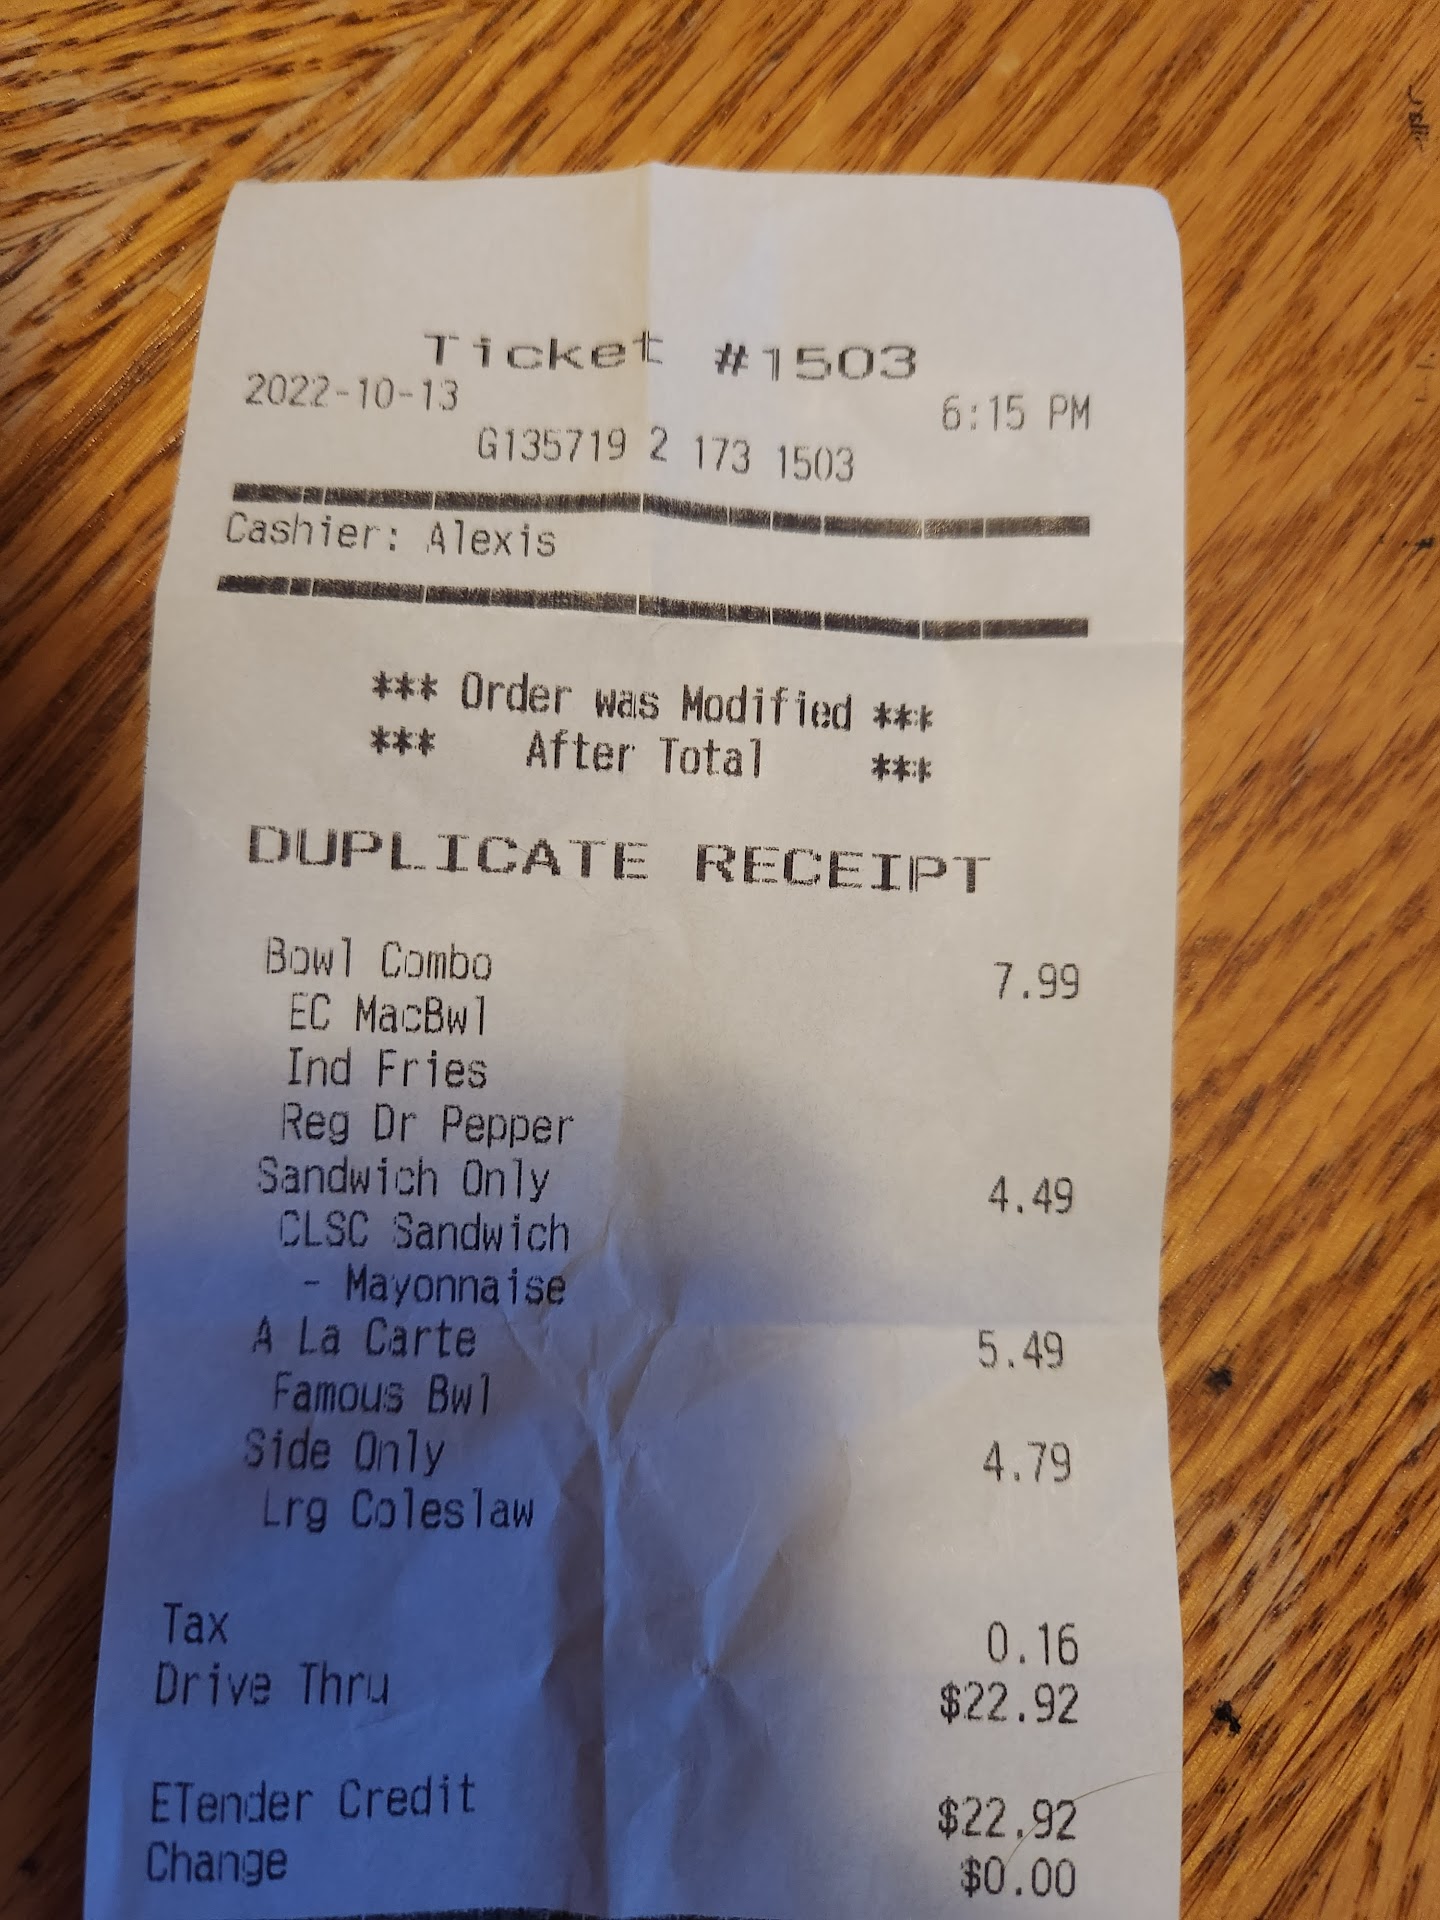 Ticket #1503
2022-10-13 6:15 PM
G135719 2 173 1503
Cashier: Alexis
*** Order was Modified ***
*** After Total ***
DUPLICATE RECEIPT
Bowl Combo 7.99
EC MacBwl
Ind Fries
Reg Dr Pepper
Sandwich Only 4.49
CLSC Sandwich
- Mayonnaise
A La Carte 5.49
Famous Bwl
Side Only 4.79
Lrg Coleslaw
Tax 0.16
Drive Thru $22.92
ETender Credit $22.92
Change $0.00